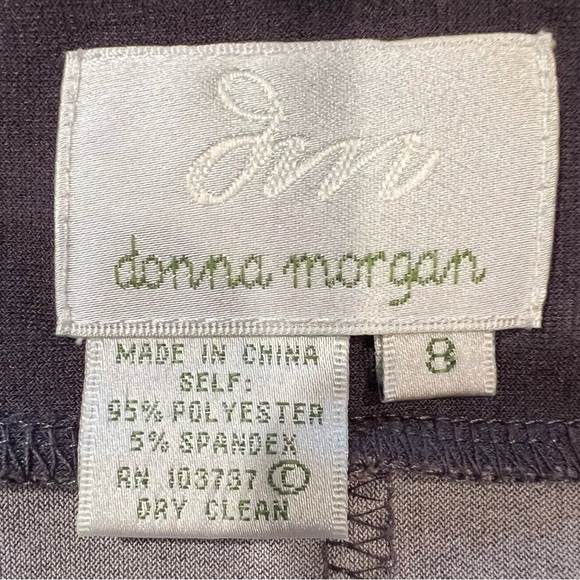 dm
donna morgan
MADE IN CHINA
SELF:
95% POLYESTER
5% SPANDEX
RN 103737 ©
DRY CLEAN
8